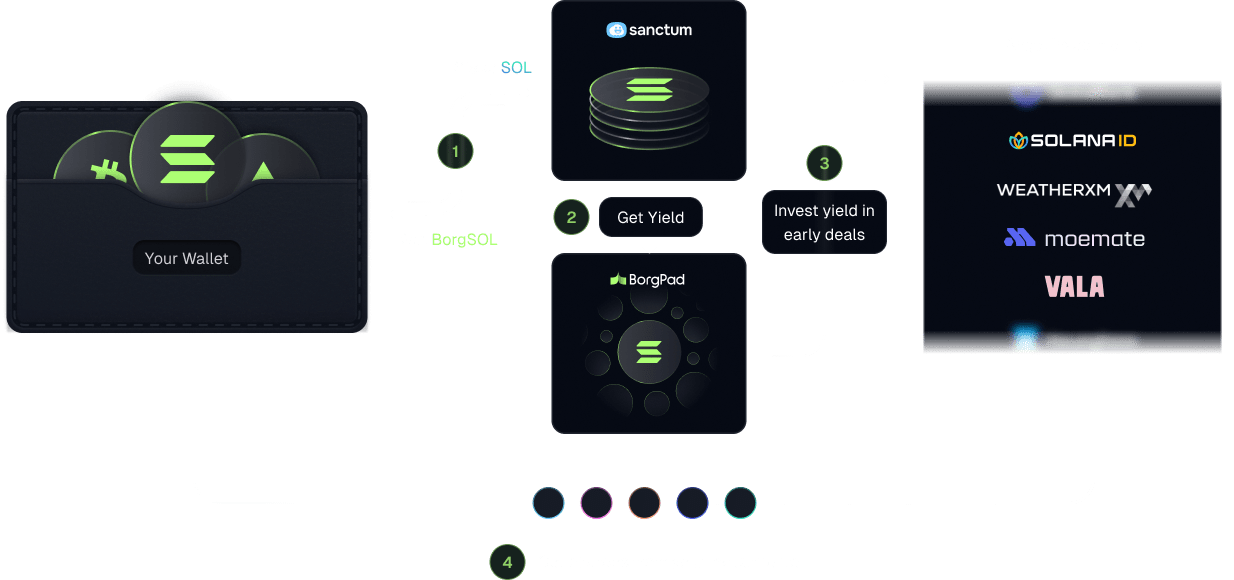 Your Wallet
SOL
1
BorgSOL
sanctum
2
Get Yield
BorgPad
3
Invest yield in
early deals
SOLANA ID
WEATHERXM
moemate
VALA
4